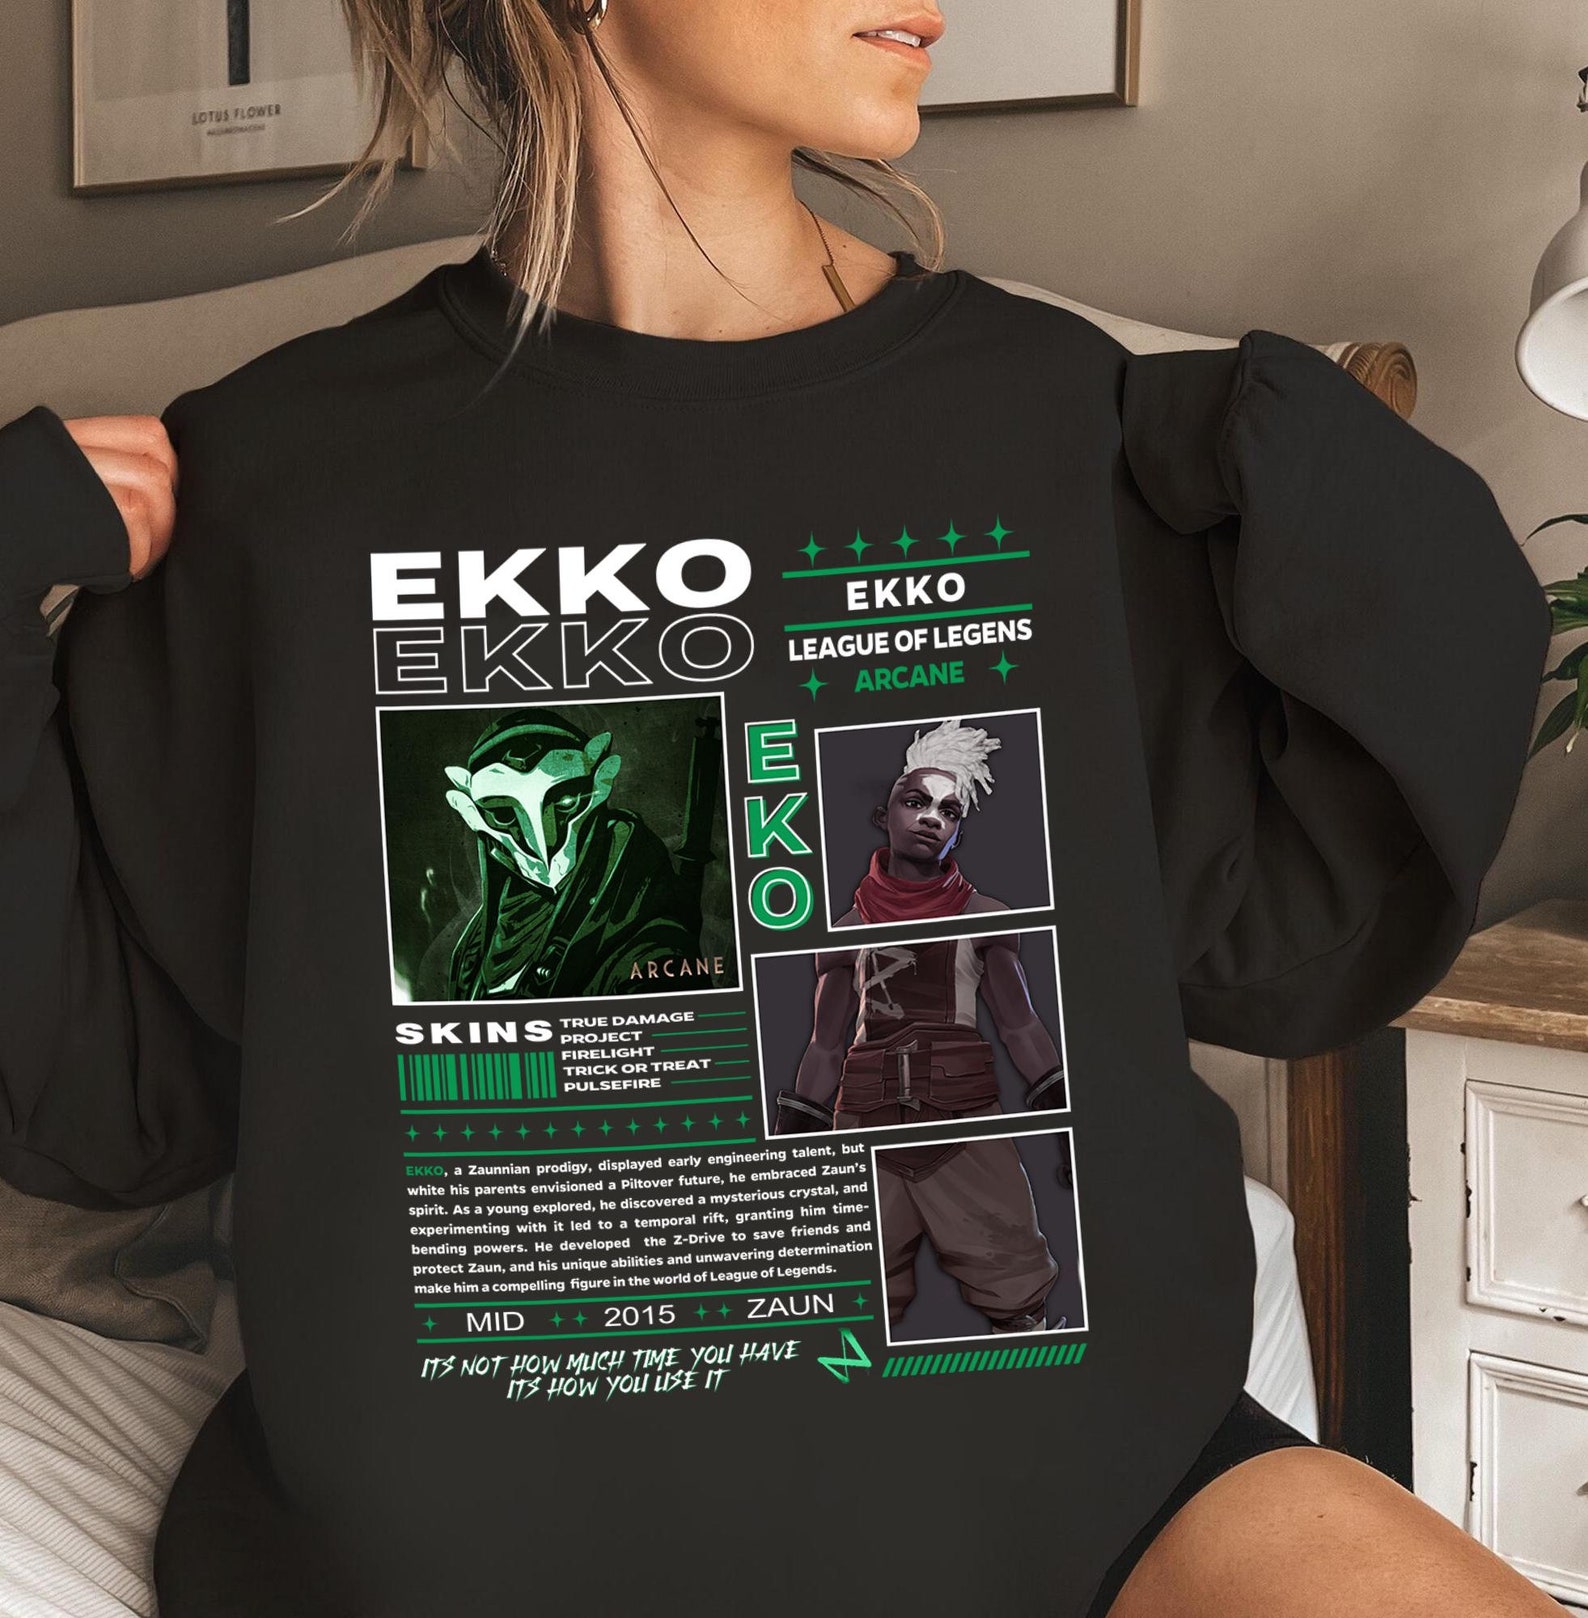 LOTUS FLOWER
EKKO
EKKO
EKKO
LEAGUE OF LEGENS
ARCANE
EKKO
ARCANE
SKINS
TRUE DAMAGE
PROJECT
FIRELIGHT
TRICK OR TREAT
PULSEFIRE
EKKO, a Zaunnian prodigy, displayed early engineering talent, but
white his parents envisioned a Piltover future, he embraced Zaun's
spirit. As a young explored, he discovered a mysterious crystal, and
experimenting with it led to a temporal rift, granting him time-
bending powers. He developed the Z-Drive to save friends and
protect Zaun, and his unique abilities and unwavering determination
make him a compelling figure in the world of League of Legends.
MID 2015 ZAUN
ITS NOT HOW MUCH TIME YOU HAVE
ITS HOW YOU USE IT